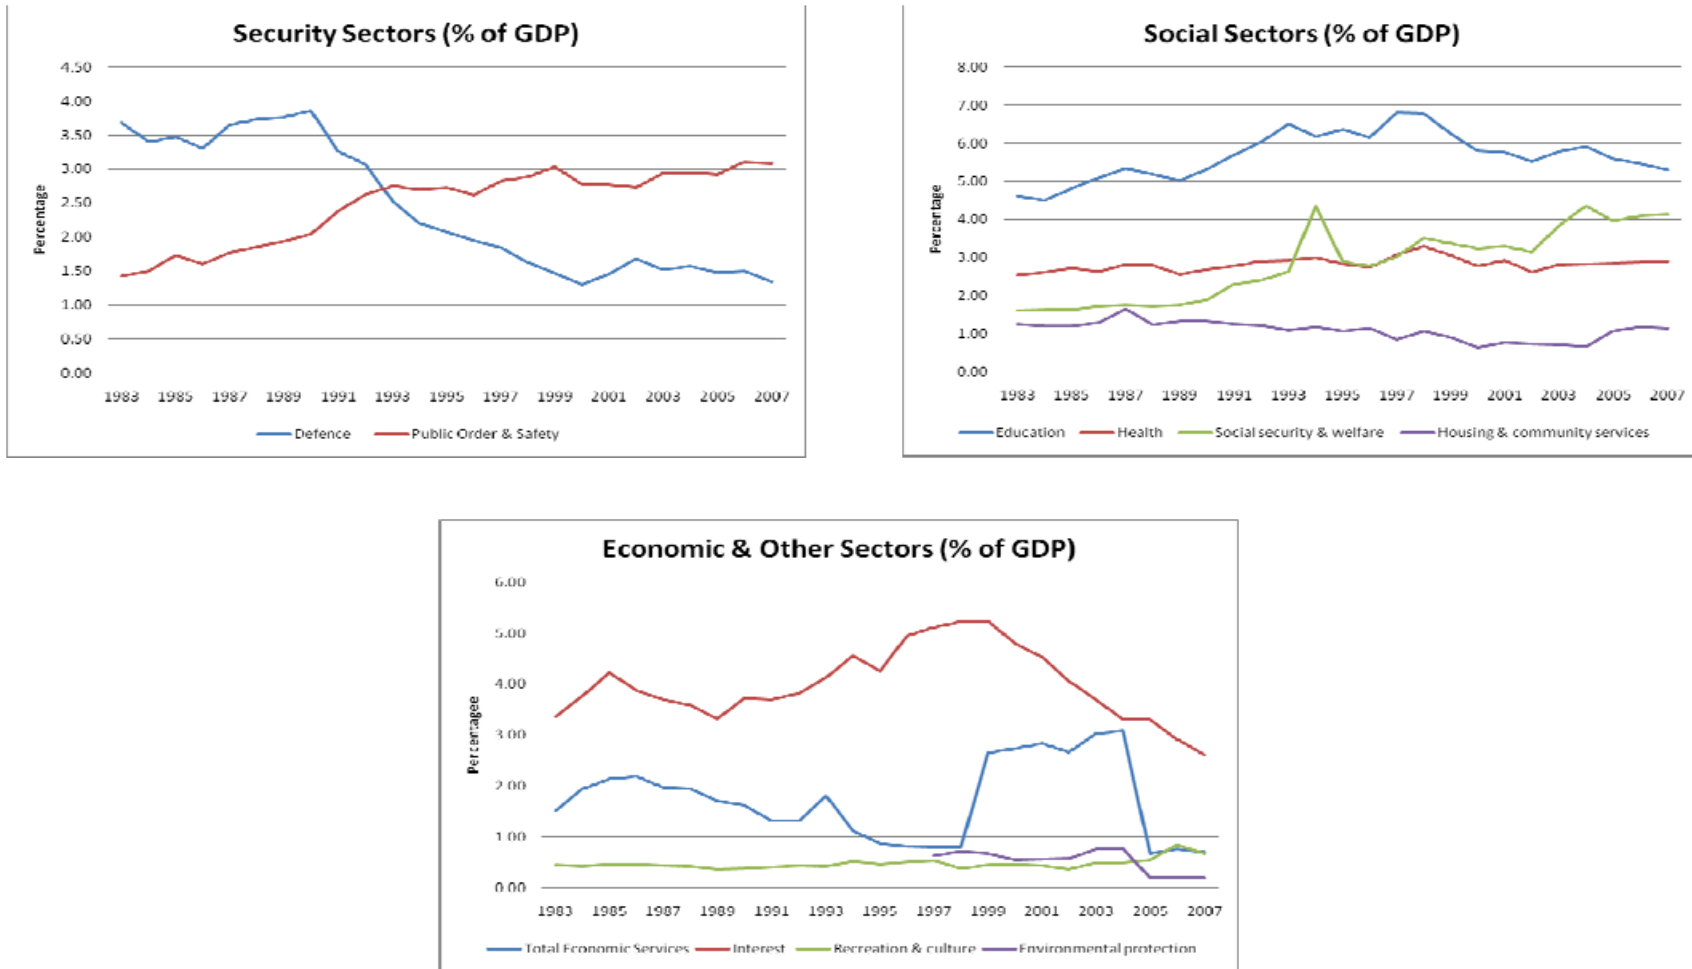 Security Sectors (% of GDP)
4.50
4.00
3.50
3.00
2.50
2.00
1.50
1.00
0.50
0.00
Percentage
1983 1985 1987 1989 1991 1993 1995 1997 1999 2001 2003 2005 2007
Defence Public Order & Safety
Social Sectors (% of GDP)
8.00
7.00
6.00
5.00
4.00
3.00
2.00
1.00
0.00
Percentage
1983 1985 1987 1989 1991 1993 1995 1997 1999 2001 2003 2005 2007
Education Health Social security & welfare Housing & community services
Economic & Other Sectors (% of GDP)
6.00
5.00
4.00
3.00
2.00
1.00
0.00
Percentagee
1983 1985 1987 1989 1991 1993 1995 1997 1999 2001 2003 2005 2007
Total Economic Services Interest Recreation & culture Environmental protection